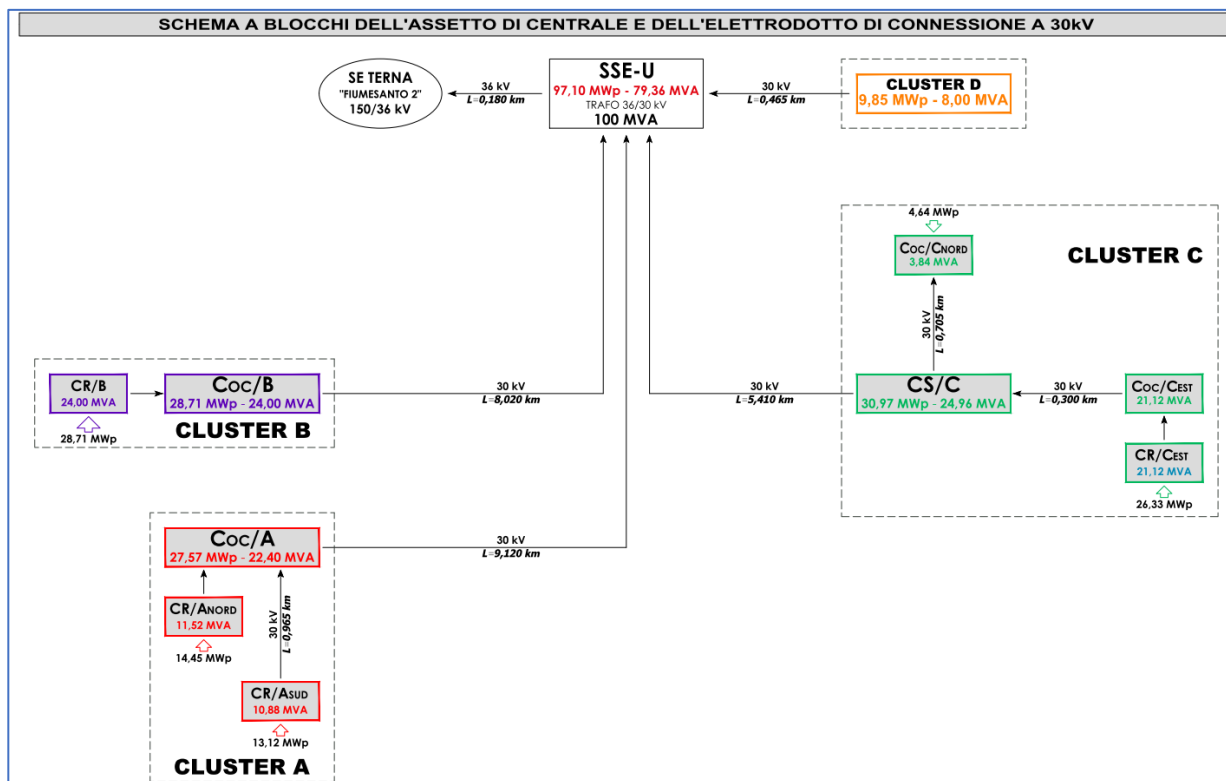 SCHEMA A BLOCCHI DELL'ASSETTO DI CENTRALE E DELL'ELETTRODOTTO DI CONNESSIONE A 30kV
SE TERNA
"FIUMESANTO 2"
150/36 kV
36 kV
L=0,180 km
SSE-U
97,10 MWp - 79,36 MVA
TRAFO 36/30 kV
100 MVA
30 kV
L=0,465 km
CLUSTER D
9,85 MWp - 8,00 MVA
4,64 MWp
COC/CNORD
3,84 MVA
CLUSTER C
30 kV
L=0,705 km
CR/B
24,00 MVA
28,71 MWp
COC/B
28,71 MWp - 24,00 MVA
CLUSTER B
30 kV
L=8,020 km
30 kV
L=5,410 km
CS/C
30,97 MWp - 24,96 MVA
30 kV
L=0,300 km
COC/CEST
21,12 MVA
CR/CEST
21,12 MVA
26,33 MWp
COC/A
27,57 MWp - 22,40 MVA
30 kV
L=9,120 km
CR/ANORD
11,52 MVA
14,45 MWp
30 kV
L=0,965 km
CR/ASUD
10,88 MVA
13,12 MWp
CLUSTER A